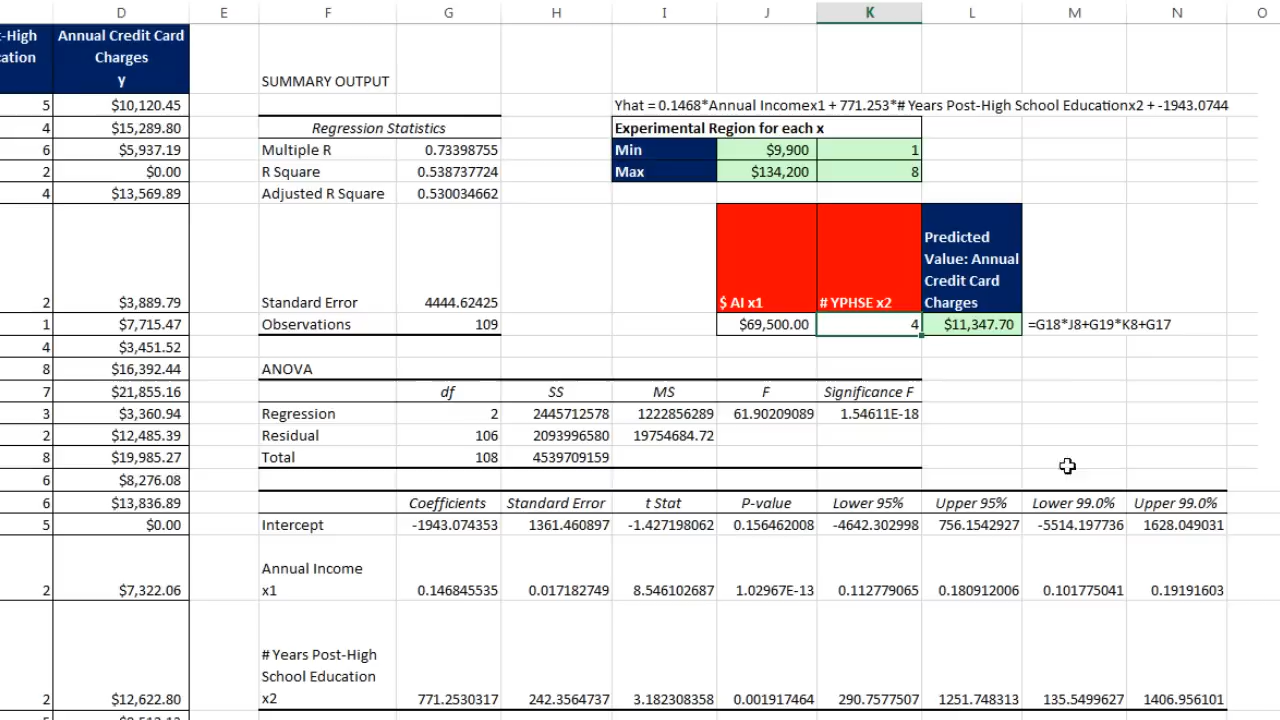 D E F G H I J K L M N O
t-High Annual Credit Card
cation Charges
y
SUMMARY OUTPUT
5 $10,120.45 Yhat = 0.1468*Annual Incomex1 + 771.253*# Years Post-High School Educationx2 + -1943.0744
4 $15,289.80 Regression Statistics Experimental Region for each x
6 $5,937.19 Multiple R 0.73398755 Min $9,900 1
2 $0.00 R Square 0.538737724 Max $134,200 8
4 $13,569.89 Adjusted R Square 0.530034662
Predicted
Value: Annual
Credit Card
2 $3,889.79 Standard Error 4444.62425 $ AI x1 # YPHSE x2 Charges
1 $7,715.47 Observations 109 $69,500.00 4 $11,347.70 =G18*J8+G19*K8+G17
4 $3,451.52
8 $16,392.44 ANOVA
7 $21,855.16 df SS MS F Significance F
3 $3,360.94 Regression 2 2445712578 1222856289 61.90209089 1.54611E-18
2 $12,485.39 Residual 106 2093996580 19754684.72
8 $19,985.27 Total 108 4539709159
6 $8,276.08
6 $13,836.89 Coefficients Standard Error t Stat P-value Lower 95% Upper 95% Lower 99.0% Upper 99.0%
5 $0.00 Intercept -1943.074353 1361.460897 -1.427198062 0.156462008 -4642.302998 756.1542927 -5514.197736 1628.049031
Annual Income
2 $7,322.06 x1 0.146845535 0.017182749 8.546102687 1.02967E-13 0.112779065 0.180912006 0.101775041 0.19191603
# Years Post-High
School Education
2 $12,622.80 x2 771.2530317 242.3564737 3.182308358 0.001917464 290.7577507 1251.748313 135.5499627 1406.956101